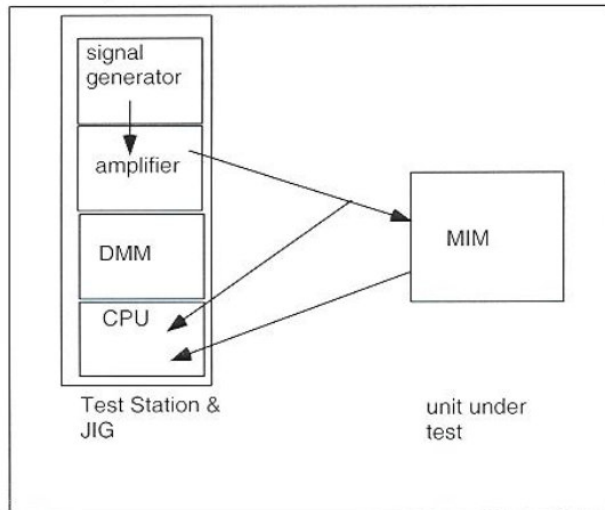 signal
generator
amplifier
DMM
CPU
MIM
Test Station &
JIG
unit under
test